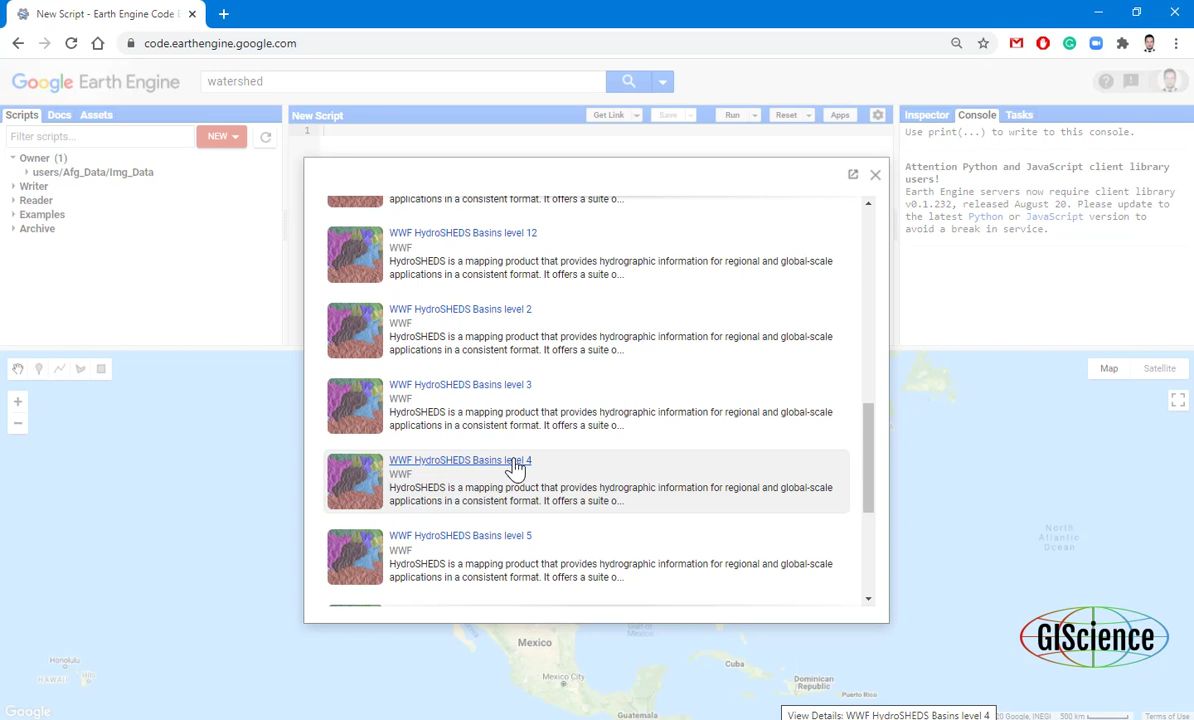 New Script - Earth Engine Code E
code.earthengine.google.com
Google Earth Engine
watershed
Scripts Docs Assets
New Script
Get Link Save Run Reset Apps
Inspector Console Tasks
Filter scripts...
NEW
1
Use print(...) to write to this console.
Owner (1)
users/Afg_Data/Img_Data
Writer
Reader
Examples
Archive
Attention Python and JavaScript client library
users!
Earth Engine servers now require client library
v0.1.232, released August 20. Please update to
the latest Python or JavaScript version to
avoid a break in service.
applications in a consistent format. It offers a suite o...
WWF HydroSHEDS Basins level 12
WWF
HydroSHEDS is a mapping product that provides hydrographic information for regional and global-scale
applications in a consistent format. It offers a suite o...
WWF HydroSHEDS Basins level 2
WWF
HydroSHEDS is a mapping product that provides hydrographic information for regional and global-scale
applications in a consistent format. It offers a suite o...
WWF HydroSHEDS Basins level 3
WWF
HydroSHEDS is a mapping product that provides hydrographic information for regional and global-scale
applications in a consistent format. It offers a suite o...
WWF HydroSHEDS Basins level 4
WWF
HydroSHEDS is a mapping product that provides hydrographic information for regional and global-scale
applications in a consistent format. It offers a suite o...
WWF HydroSHEDS Basins level 5
WWF
HydroSHEDS is a mapping product that provides hydrographic information for regional and global-scale
applications in a consistent format. It offers a suite o...
Map Satellite
North
Atlantic
Ocean
GIScience
Gulf of
Mexico
Mexico
Honolulu
HAWAII
Mexico City
Cuba
Dominican
Republic
Puerto Rico
Guatemala
Google
View Details: WWF HydroSHEDS Basins level 4
20 Google, INEGI 500 km Terms of Use